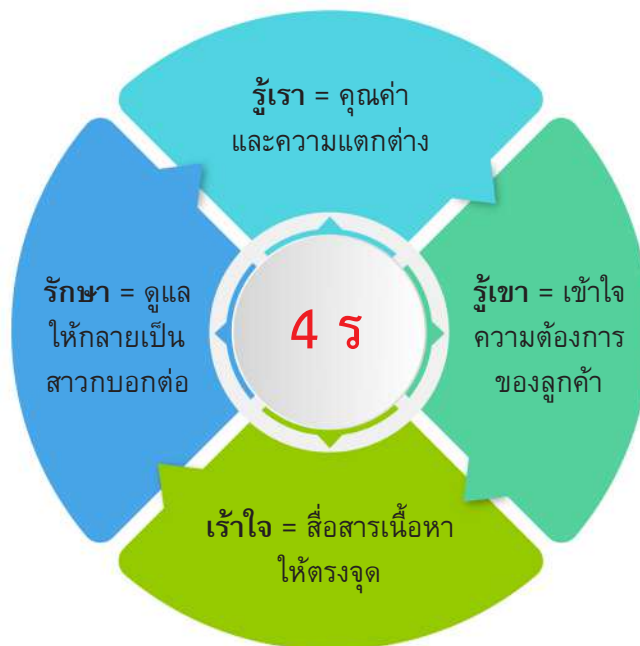 รู้เรา = คุณค่า
และความแตกต่าง
รู้เขา = เข้าใจ
ความต้องการ
ของลูกค้า
เร้าใจ = สื่อสารเนื้อหา
ให้ตรงจุด
รักษา = ดูแล
ให้กลายเป็น
สาวกบอกต่อ
4 ร